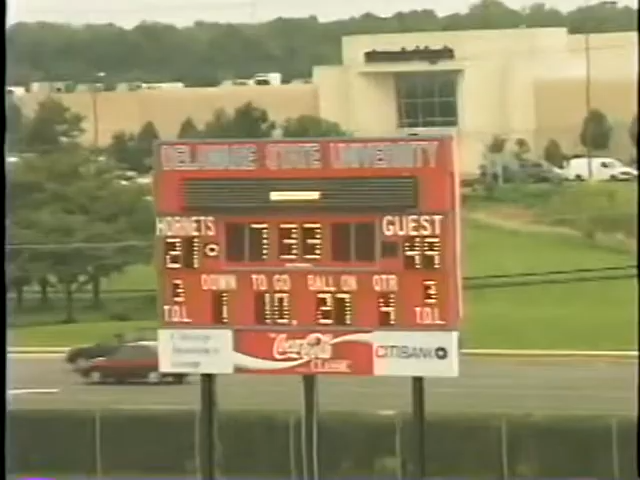 DELAWARE STATE UNIVERSITY
HORNETS 7 33 GUEST
21 49
3 DOWN TO GO BALL ON QTR 3
T.O.L 1 10 27 4 T.O.L
Coca-Cola CLASSIC CITIBANK